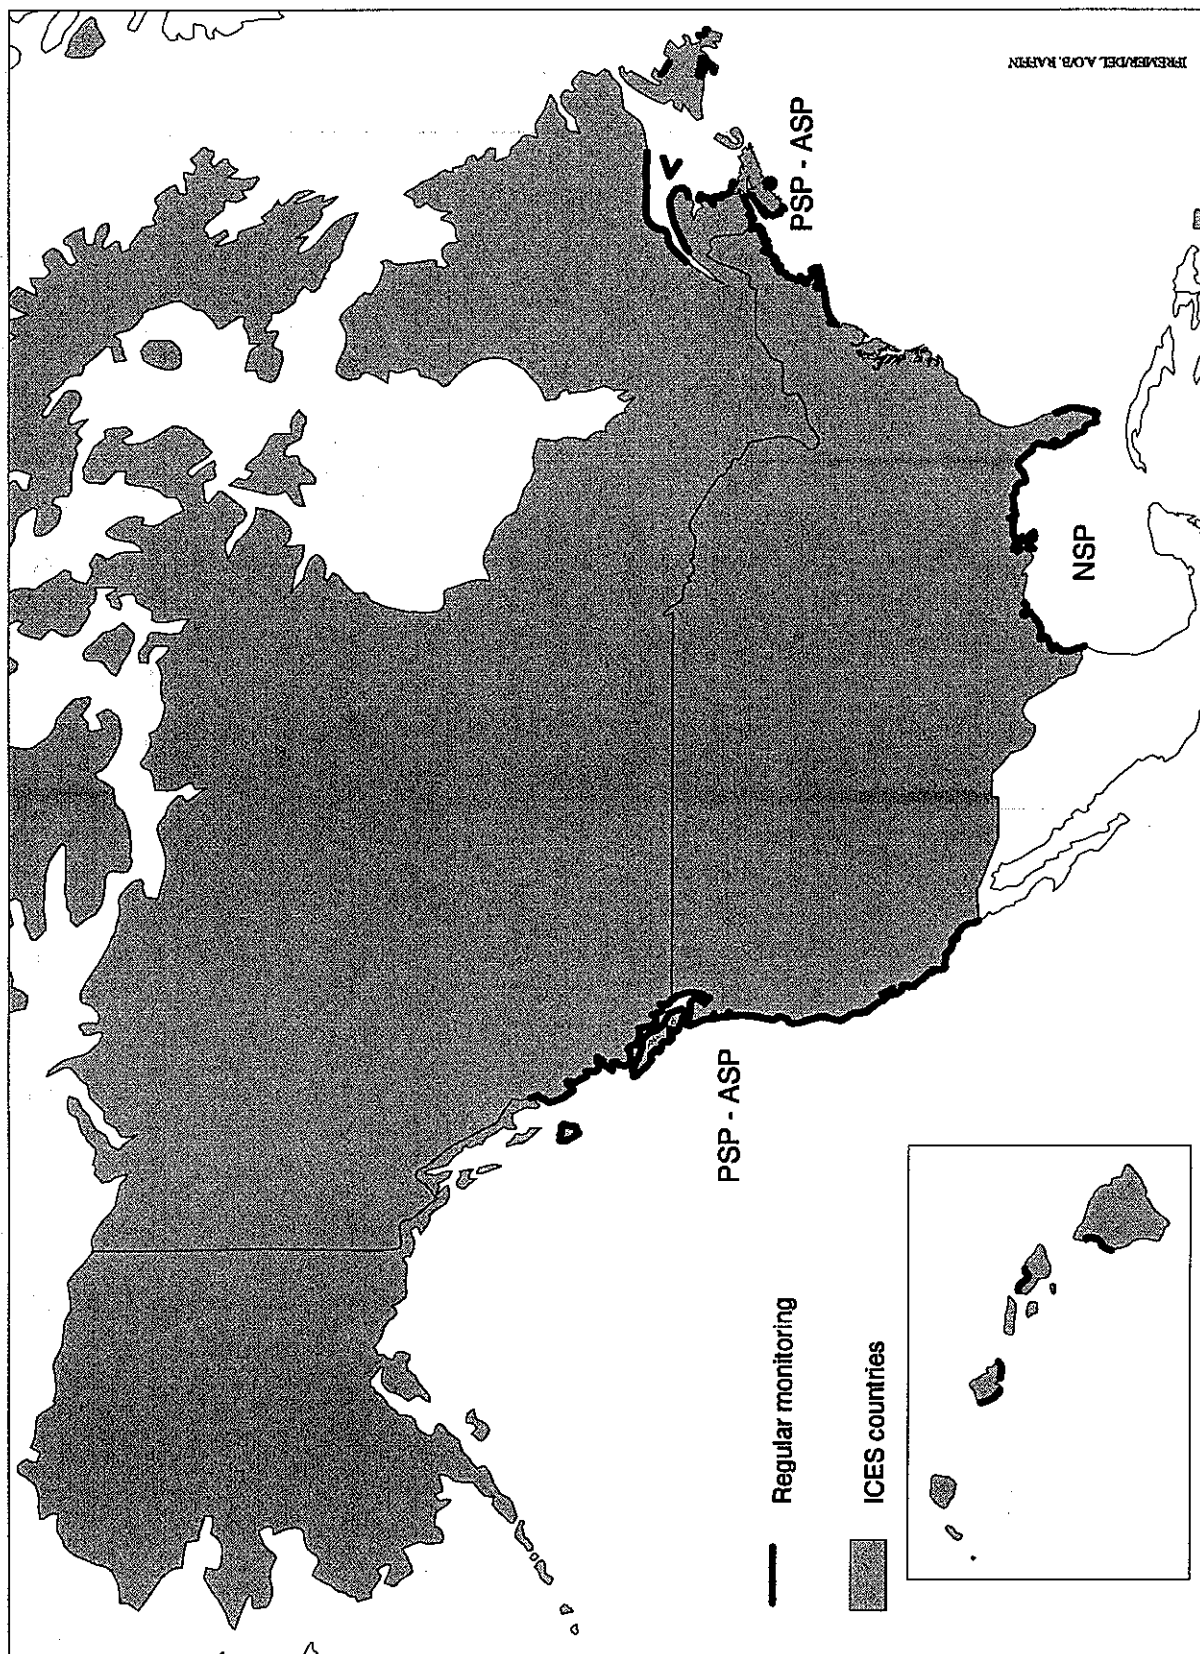 IFREMER/DEL A.O/B. RAFFIN
PSP - ASP
NSP
PSP - ASP
Regular monitoring
ICES countries